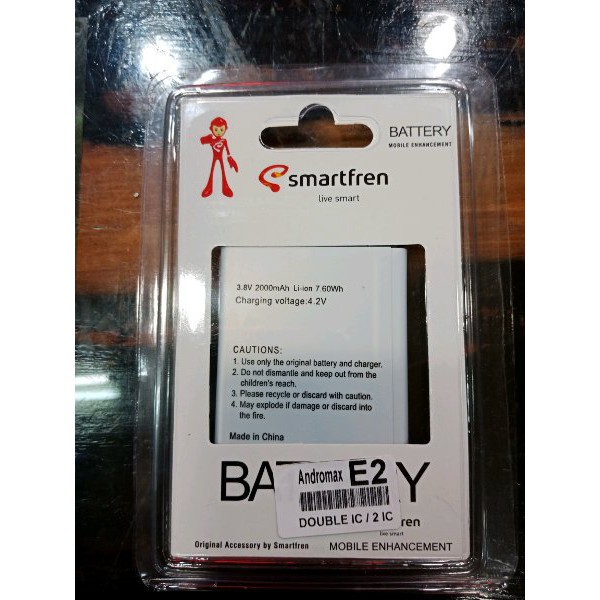 BATTERY
MOBILE ENHANCEMENT
smartfren
live smart
3.8V 2000mAh Li-ion 7.60Wh
Charging voltage:4.2V
CAUTIONS:
1. Use only the original battery and charger.
2. Do not dismantle and keep out from the
children's reach.
3. Please recycle or discard with caution.
4. May explode if damage or discard into
the fire.
Made in China
Andromax E2
DOUBLE IC / 2 IC
live smart
Original Accessory by Smartfren
MOBILE ENHANCEMENT